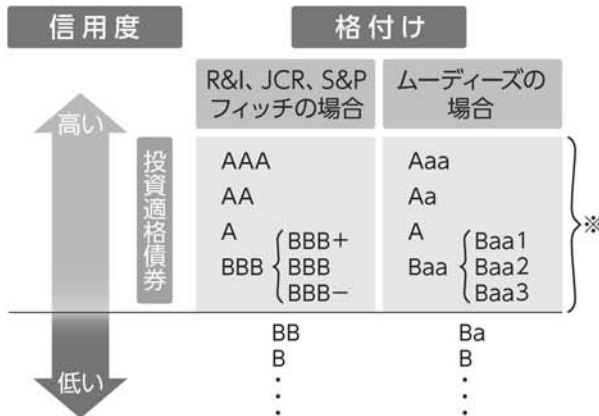 信用度
格付け
R&I、JCR、S&P
フィッチの場合
ムーディーズの
場合
高い
投資適格債券
AAA
Aaa
AA
Aa
A
A
BBB
BBB+
BBB
BBB−
Baa
Baa1
Baa2
Baa3
※
BB
Ba
B
B
低い